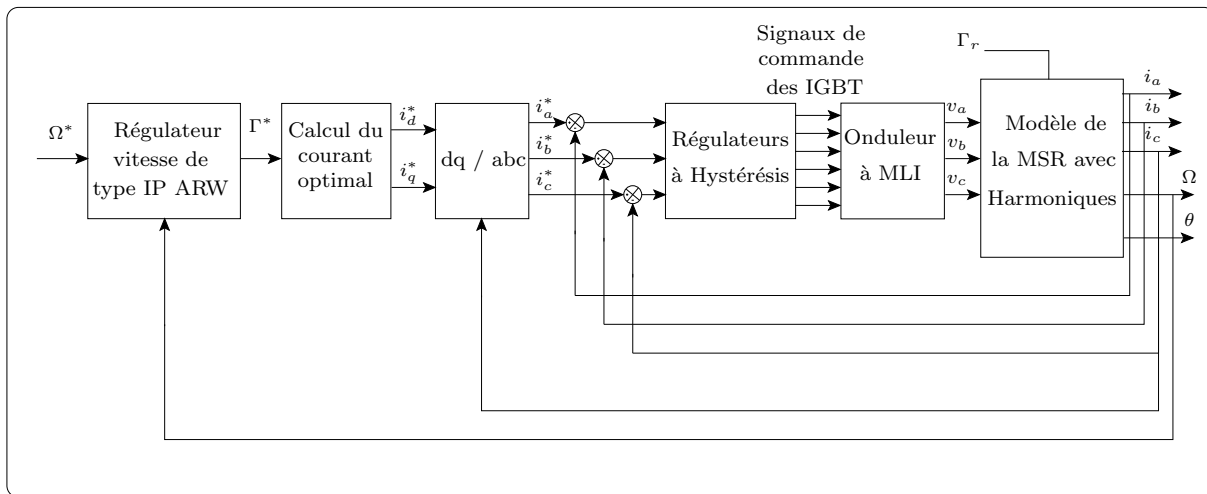 Ω*
Régulateur
vitesse de
type IP ARW
Γ*
Calcul du
courant
optimal
i_d^*
i_q^*
dq / abc
i_a^*
i_b^*
i_c^*
Régulateurs
à Hystérésis
Signaux de
commande
des IGBT
Onduleur
à MLI
v_a
v_b
v_c
Γ_r
Modèle de
la MSR avec
Harmoniques
i_a
i_b
i_c
Ω
θ